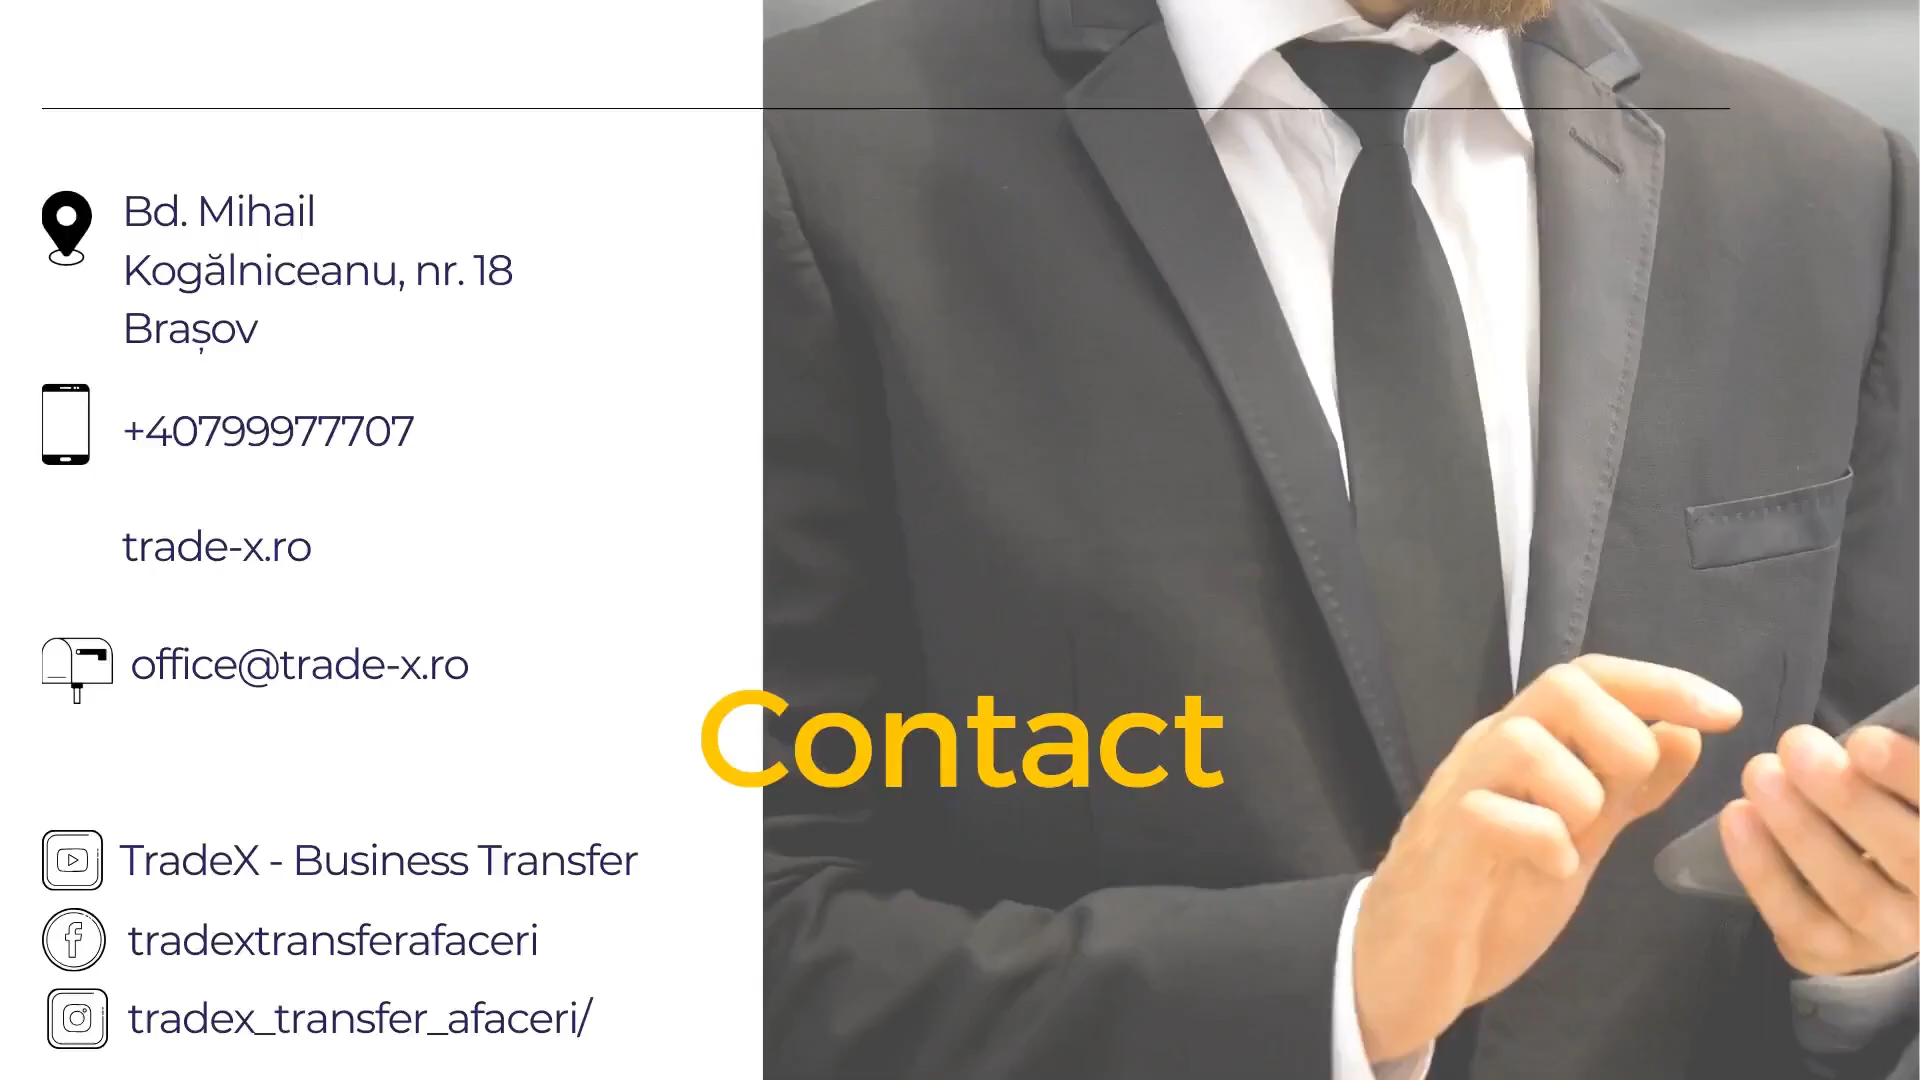 Bd. Mihail
Kogălniceanu, nr. 18
Brașov
+40799977707
trade-x.ro
office@trade-x.ro
Contact
TradeX - Business Transfer
tradextransferafaceri
tradex_transfer_afaceri/